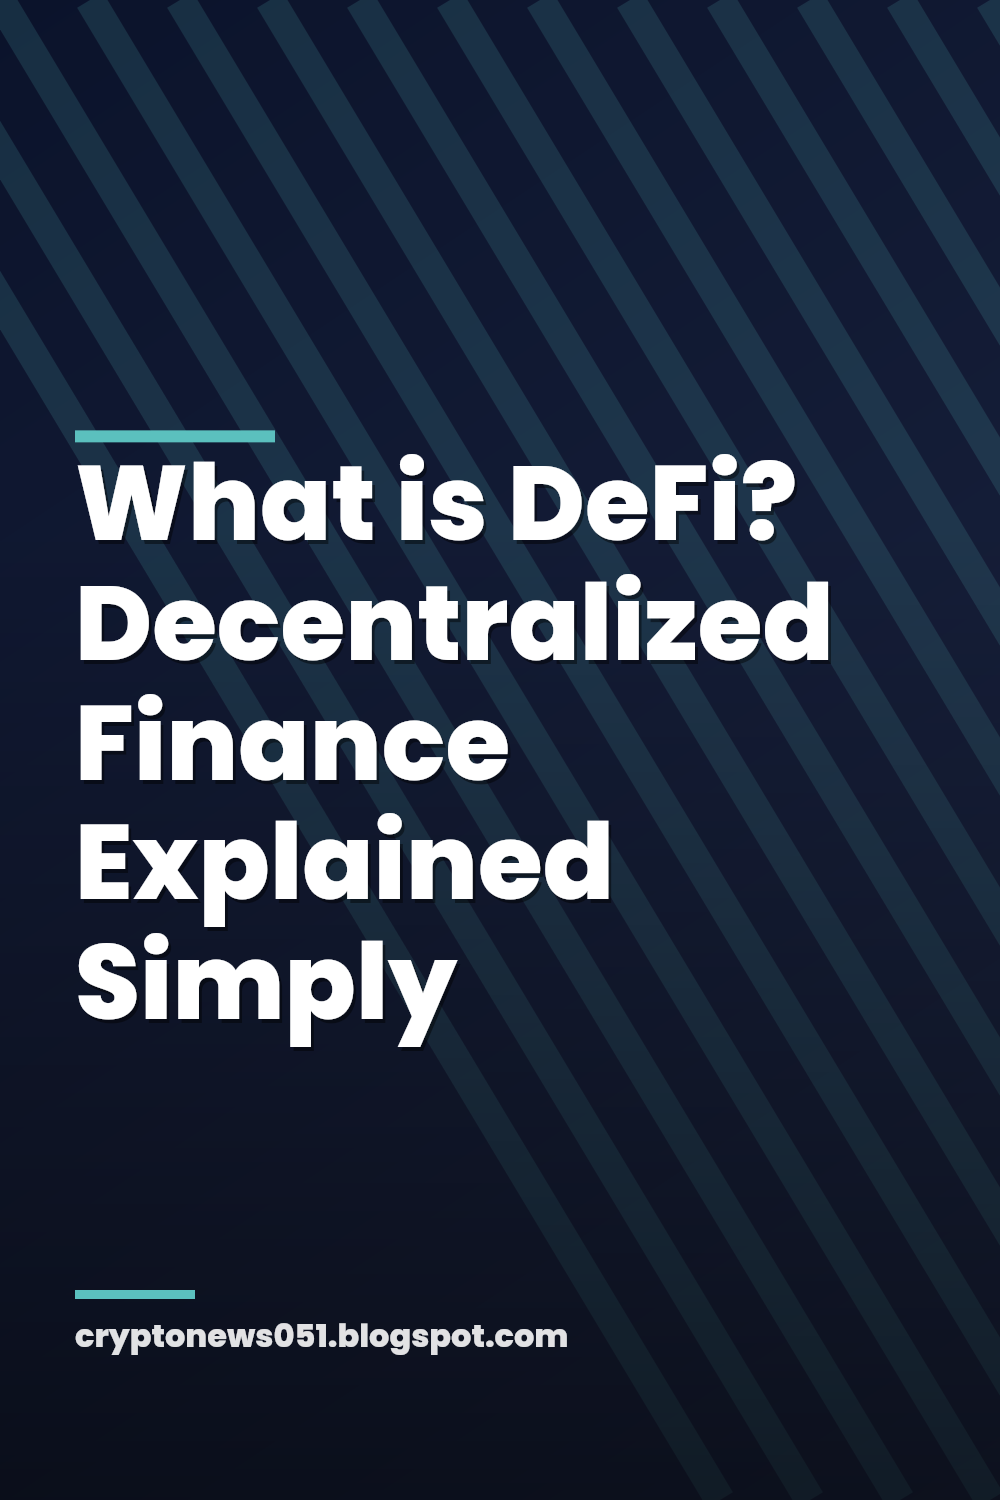 What is DeFi?
Decentralized
Finance
Explained
Simply
cryptonews051.blogspot.com